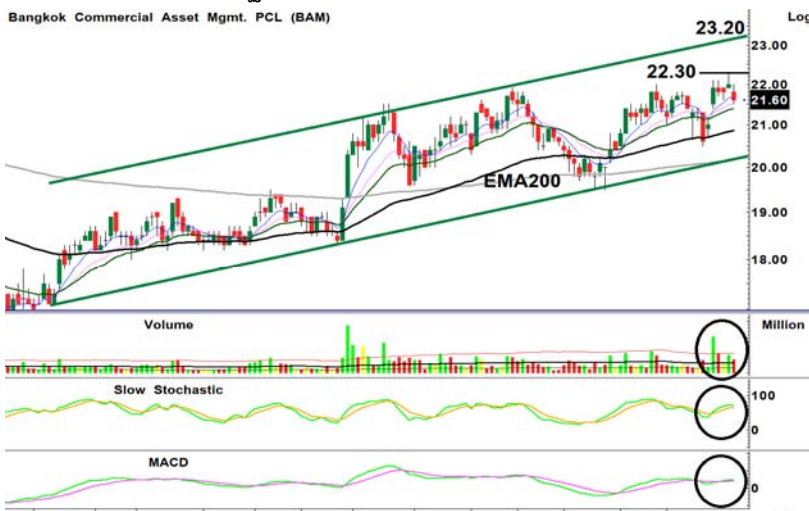 Bangkok Commercial Asset Mgmt. PCL (BAM)
Log
23.20
23.00
22.30
22.00
21.60
21.00
20.00
EMA200
19.00
18.00
Volume
Million
Slow Stochastic
100
0
MACD
0